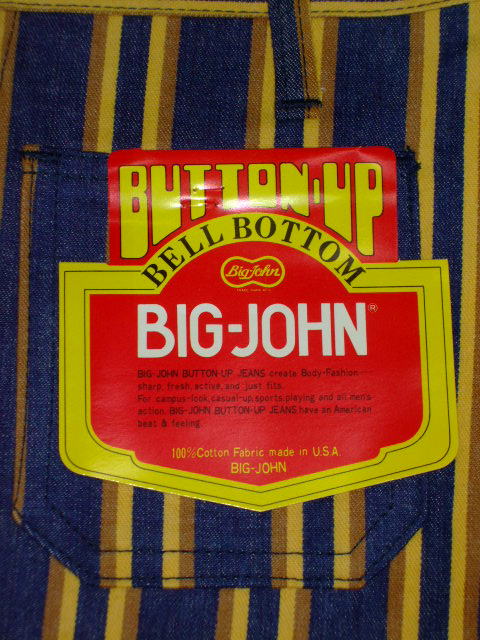 BUTTON-UP
BELL BOTTOM
Big-John
BIG-JOHN®
BIG JOHN BUTTON-UP JEANS create Body-Fashion—
sharp, fresh, active, and just fits.
For campus-look, casual-up, sports, playing and all men's
action. BIG-JOHN BUTTON-UP JEANS have an American
beat & feeling.
100% Cotton Fabric made in U.S.A.
BIG-JOHN